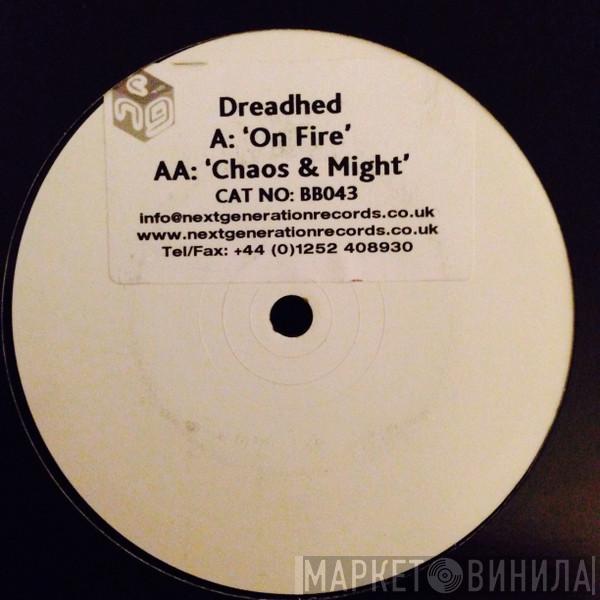 ng
Dreadhed
A: ‘On Fire’
AA: ‘Chaos & Might’
CAT NO: BB043
info@nextgenerationrecords.co.uk
www.nextgenerationrecords.co.uk
Tel/Fax: +44 (0)1252 408930
МАРКЕТ ВИНИЛА